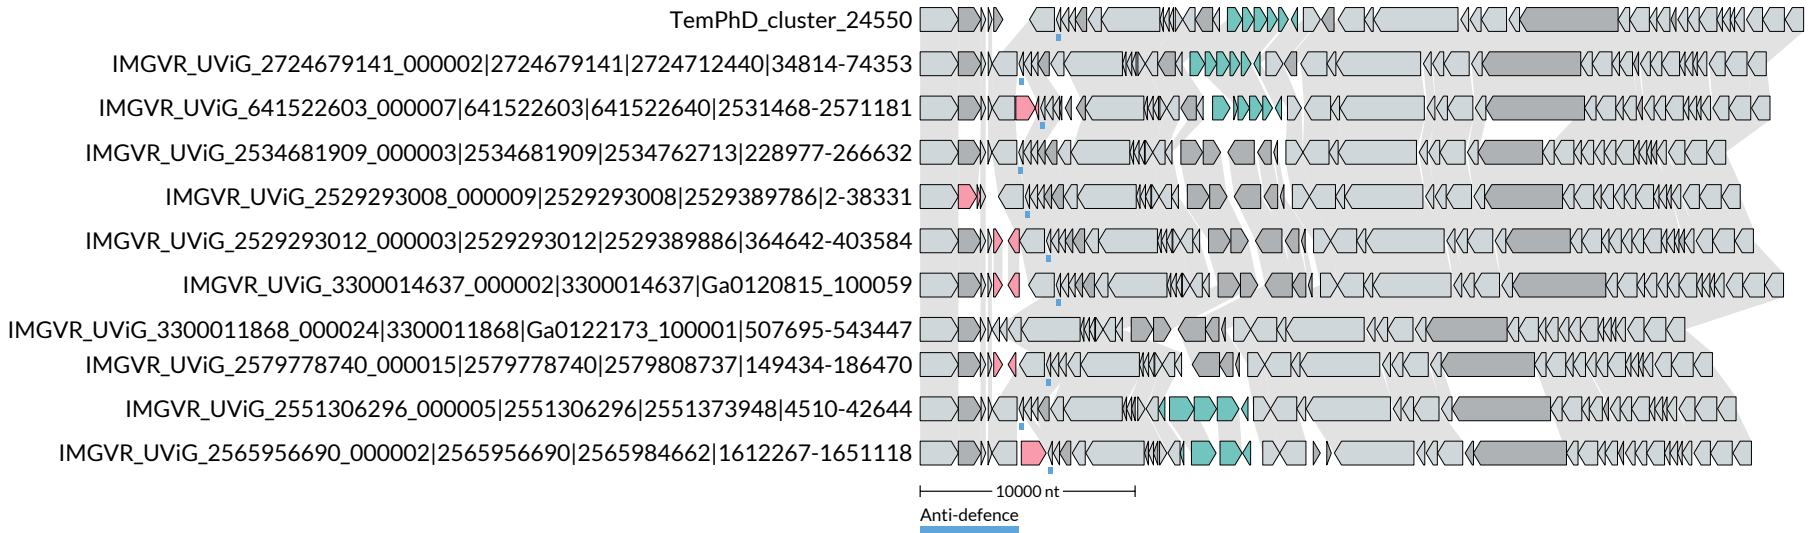 TemPhD_cluster_24550
IMGVR_UViG_2724679141_000002|2724679141|2724712440|34814-74353
IMGVR_UViG_641522603_000007|641522603|641522640|2531468-2571181
IMGVR_UViG_2534681909_000003|2534681909|2534762713|228977-266632
IMGVR_UViG_2529293008_000009|2529293008|2529389786|2-38331
IMGVR_UViG_2529293012_000003|2529293012|2529389886|364642-403584
IMGVR_UViG_3300014637_000002|3300014637|Ga0120815_100059
IMGVR_UViG_3300011868_000024|3300011868|Ga0122173_100001|507695-543447
IMGVR_UViG_2579778740_000015|2579778740|2579808737|149434-186470
IMGVR_UViG_2551306296_000005|2551306296|2551373948|4510-42644
IMGVR_UViG_2565956690_000002|2565956690|2565984662|1612267-1651118
10000 nt
Anti-defence